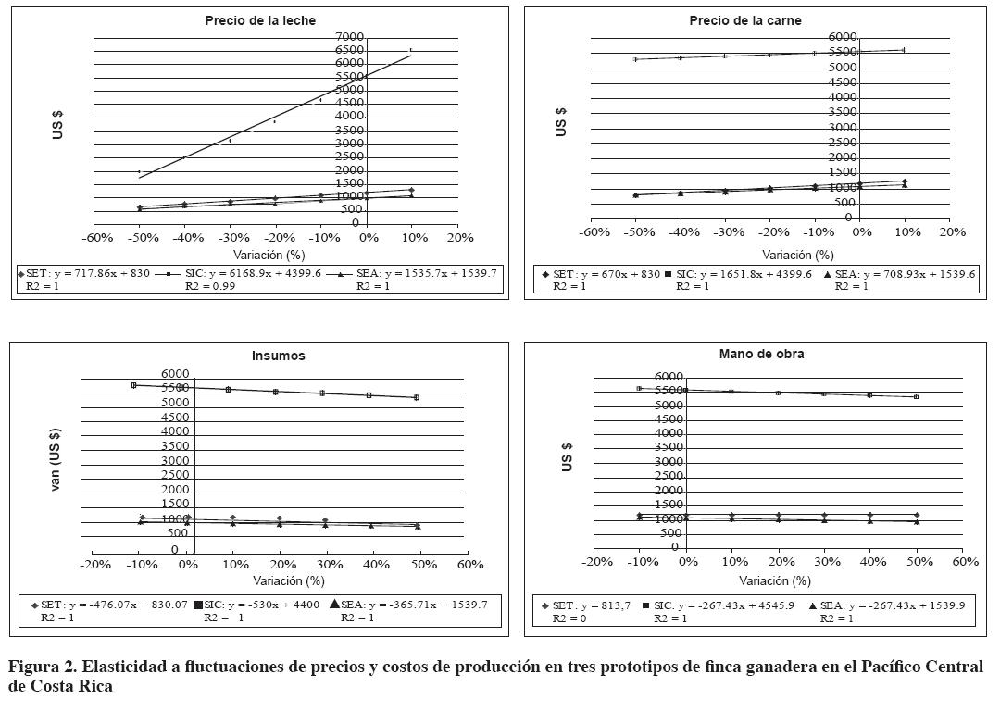 Precio de la leche
7000
6500
6000
5500
5000
4500
4000
3500
3000
2500
2000
1500
1000
500
0
US $
-60% -50% -40% -30% -20% -10% 0% 10% 20%
Variación (%)
SET: y = 717.86x + 830 SIC: y = 6168.9x + 4399.6 SEA: y = 1535.7x + 1539.7
R2 = 1 R2 = 0.99 R2 = 1
Precio de la carne
6000
5500
5000
4500
4000
3500
3000
2500
2000
1500
1000
500
0
US $
-60% -50% -40% -30% -20% -10% 0% 10% 20%
Variación (%)
SET: y = 670x + 830 SIC: y = 1651.8x + 4399.6 SEA: y = 708.93x + 1539.6
R2 = 1 R2 = 1 R2 = 1
Insumos
6000
5500
5000
4500
4000
3500
3000
2500
2000
1500
1000
500
0
van (US $)
-20% -10% 0% 10% 20% 30% 40% 50% 60%
Variación (%)
SET: y = -476.07x + 830.07 SIC: y = -530x + 4400 SEA: y = -365.71x + 1539.7
R2 = 1 R2 = 1 R2 = 1
Mano de obra
6000
5500
5000
4500
4000
3500
3000
2500
2000
1500
1000
500
0
US $
-20% -10% 0% 10% 20% 30% 40% 50% 60%
Variación (%)
SET: y = 813,7 SIC: y = -267.43x + 4545.9 SEA: y = -267.43x + 1539.9
R2 = 0 R2 = 1 R2 = 1
Figura 2. Elasticidad a fluctuaciones de precios y costos de producción en tres prototipos de finca ganadera en el Pacífico Central
de Costa Rica